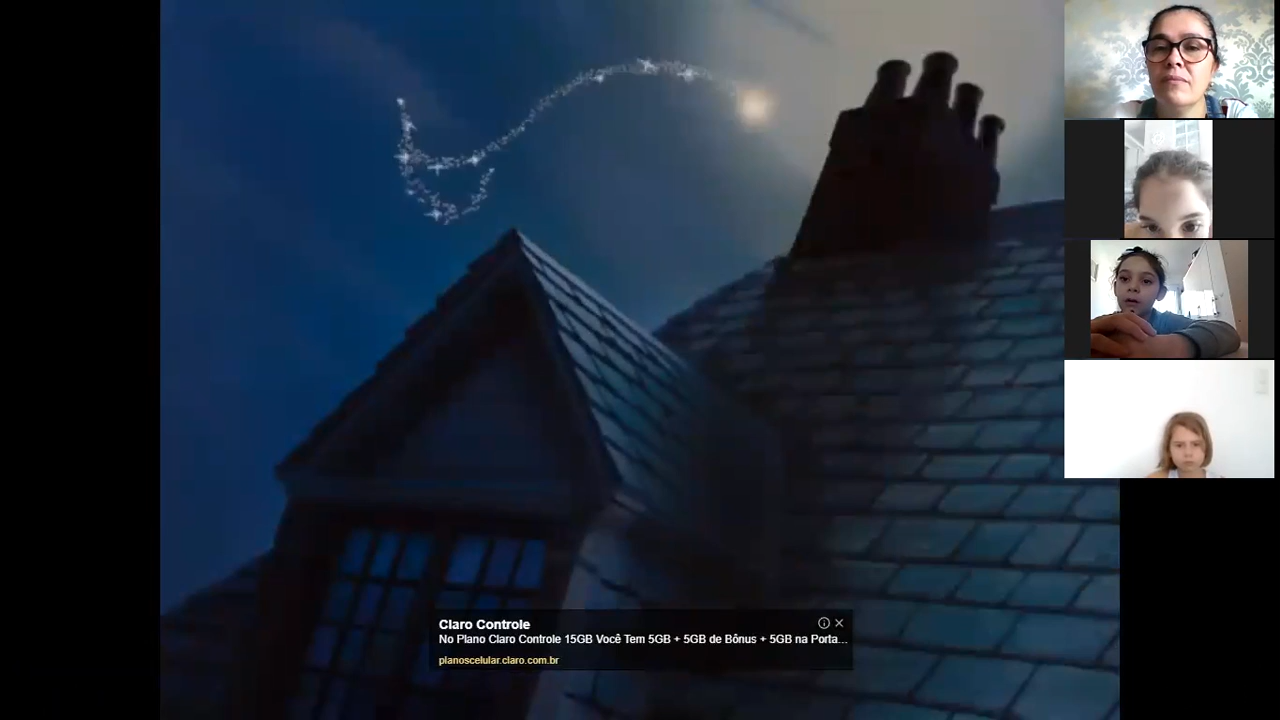 Claro Controle
No Plano Claro Controle 15GB Você Tem 5GB + 5GB de Bônus + 5GB na Porta...
planoscelular.claro.com.br